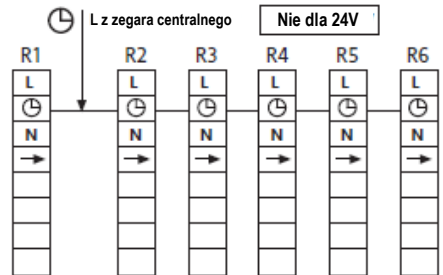 L z zegara centralnego
Nie dla 24V
R1 R2 R3 R4 R5 R6
L L L L L L
N N N N N N